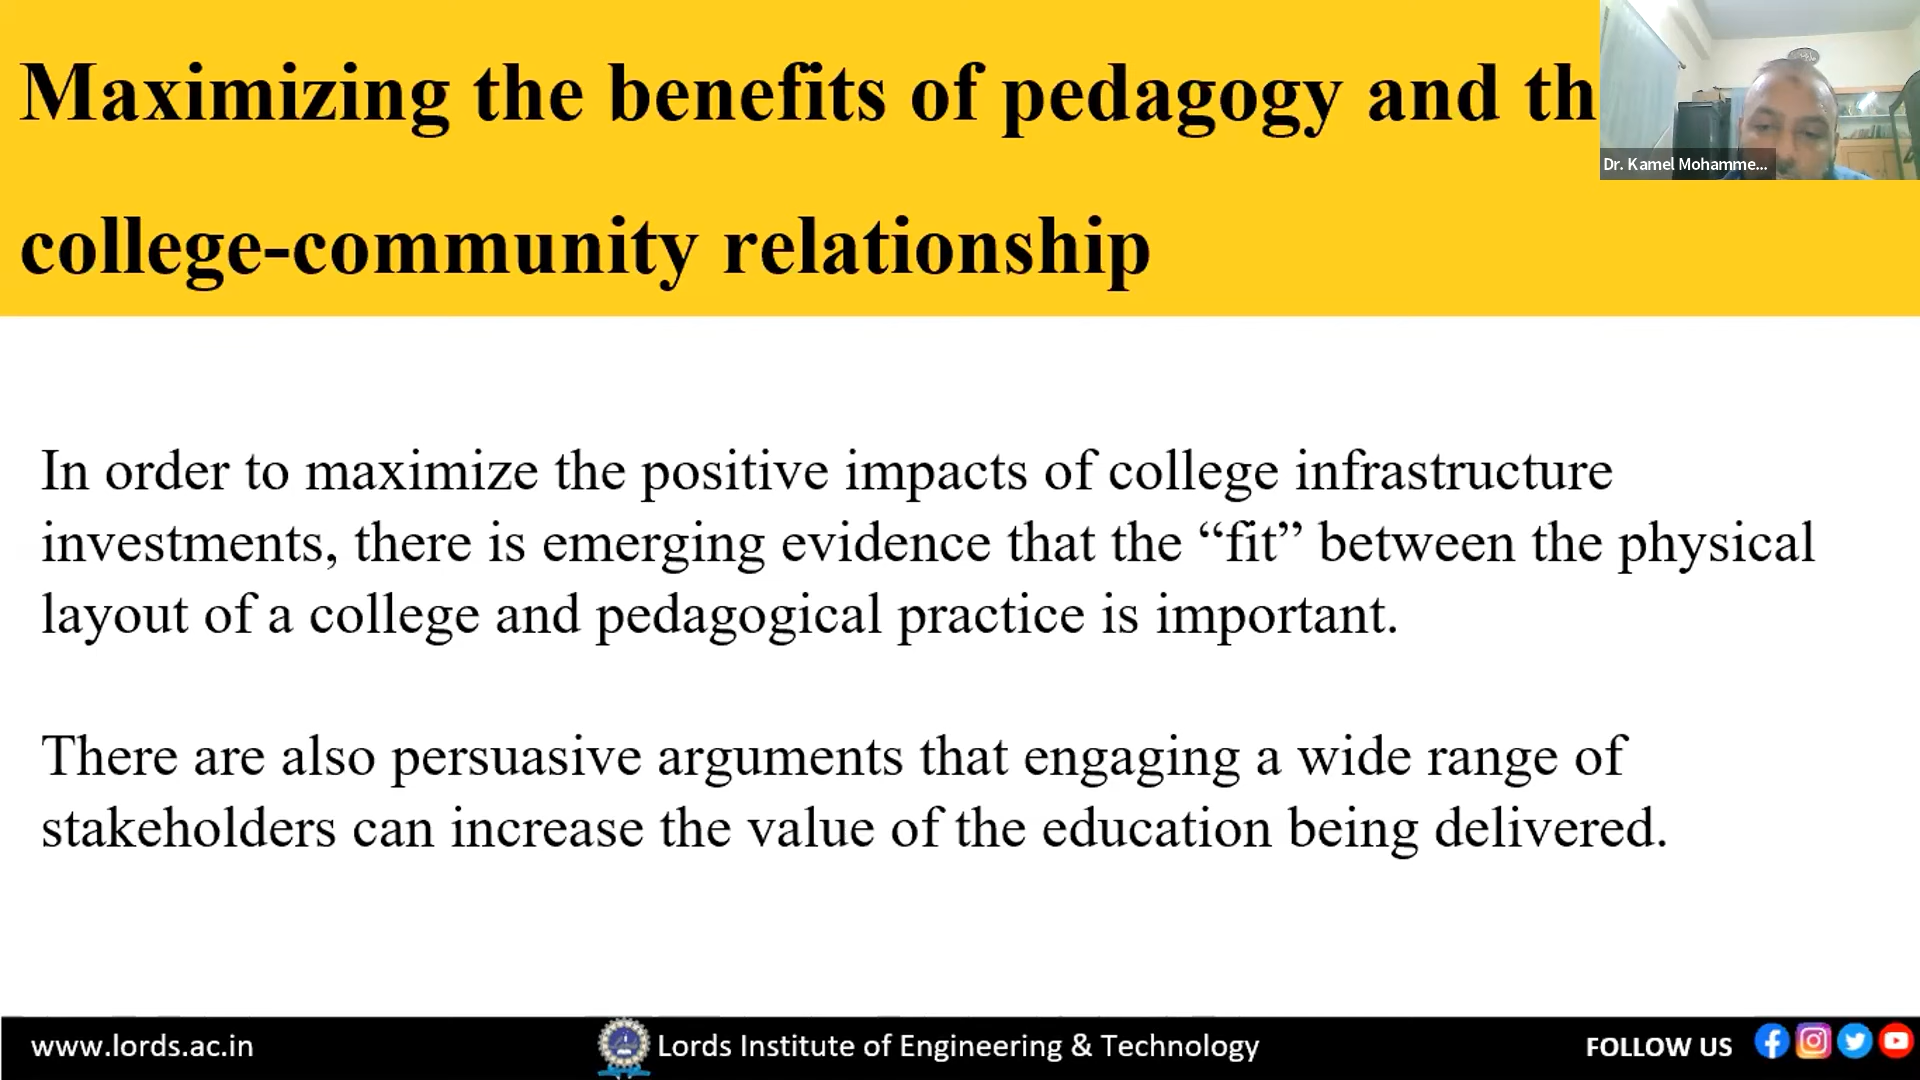 Maximizing the benefits of pedagogy and th
college-community relationship
Dr. Kamel Mohamme...
In order to maximize the positive impacts of college infrastructure
investments, there is emerging evidence that the “fit” between the physical
layout of a college and pedagogical practice is important.
There are also persuasive arguments that engaging a wide range of
stakeholders can increase the value of the education being delivered.
www.lords.ac.in
Lords Institute of Engineering & Technology
FOLLOW US